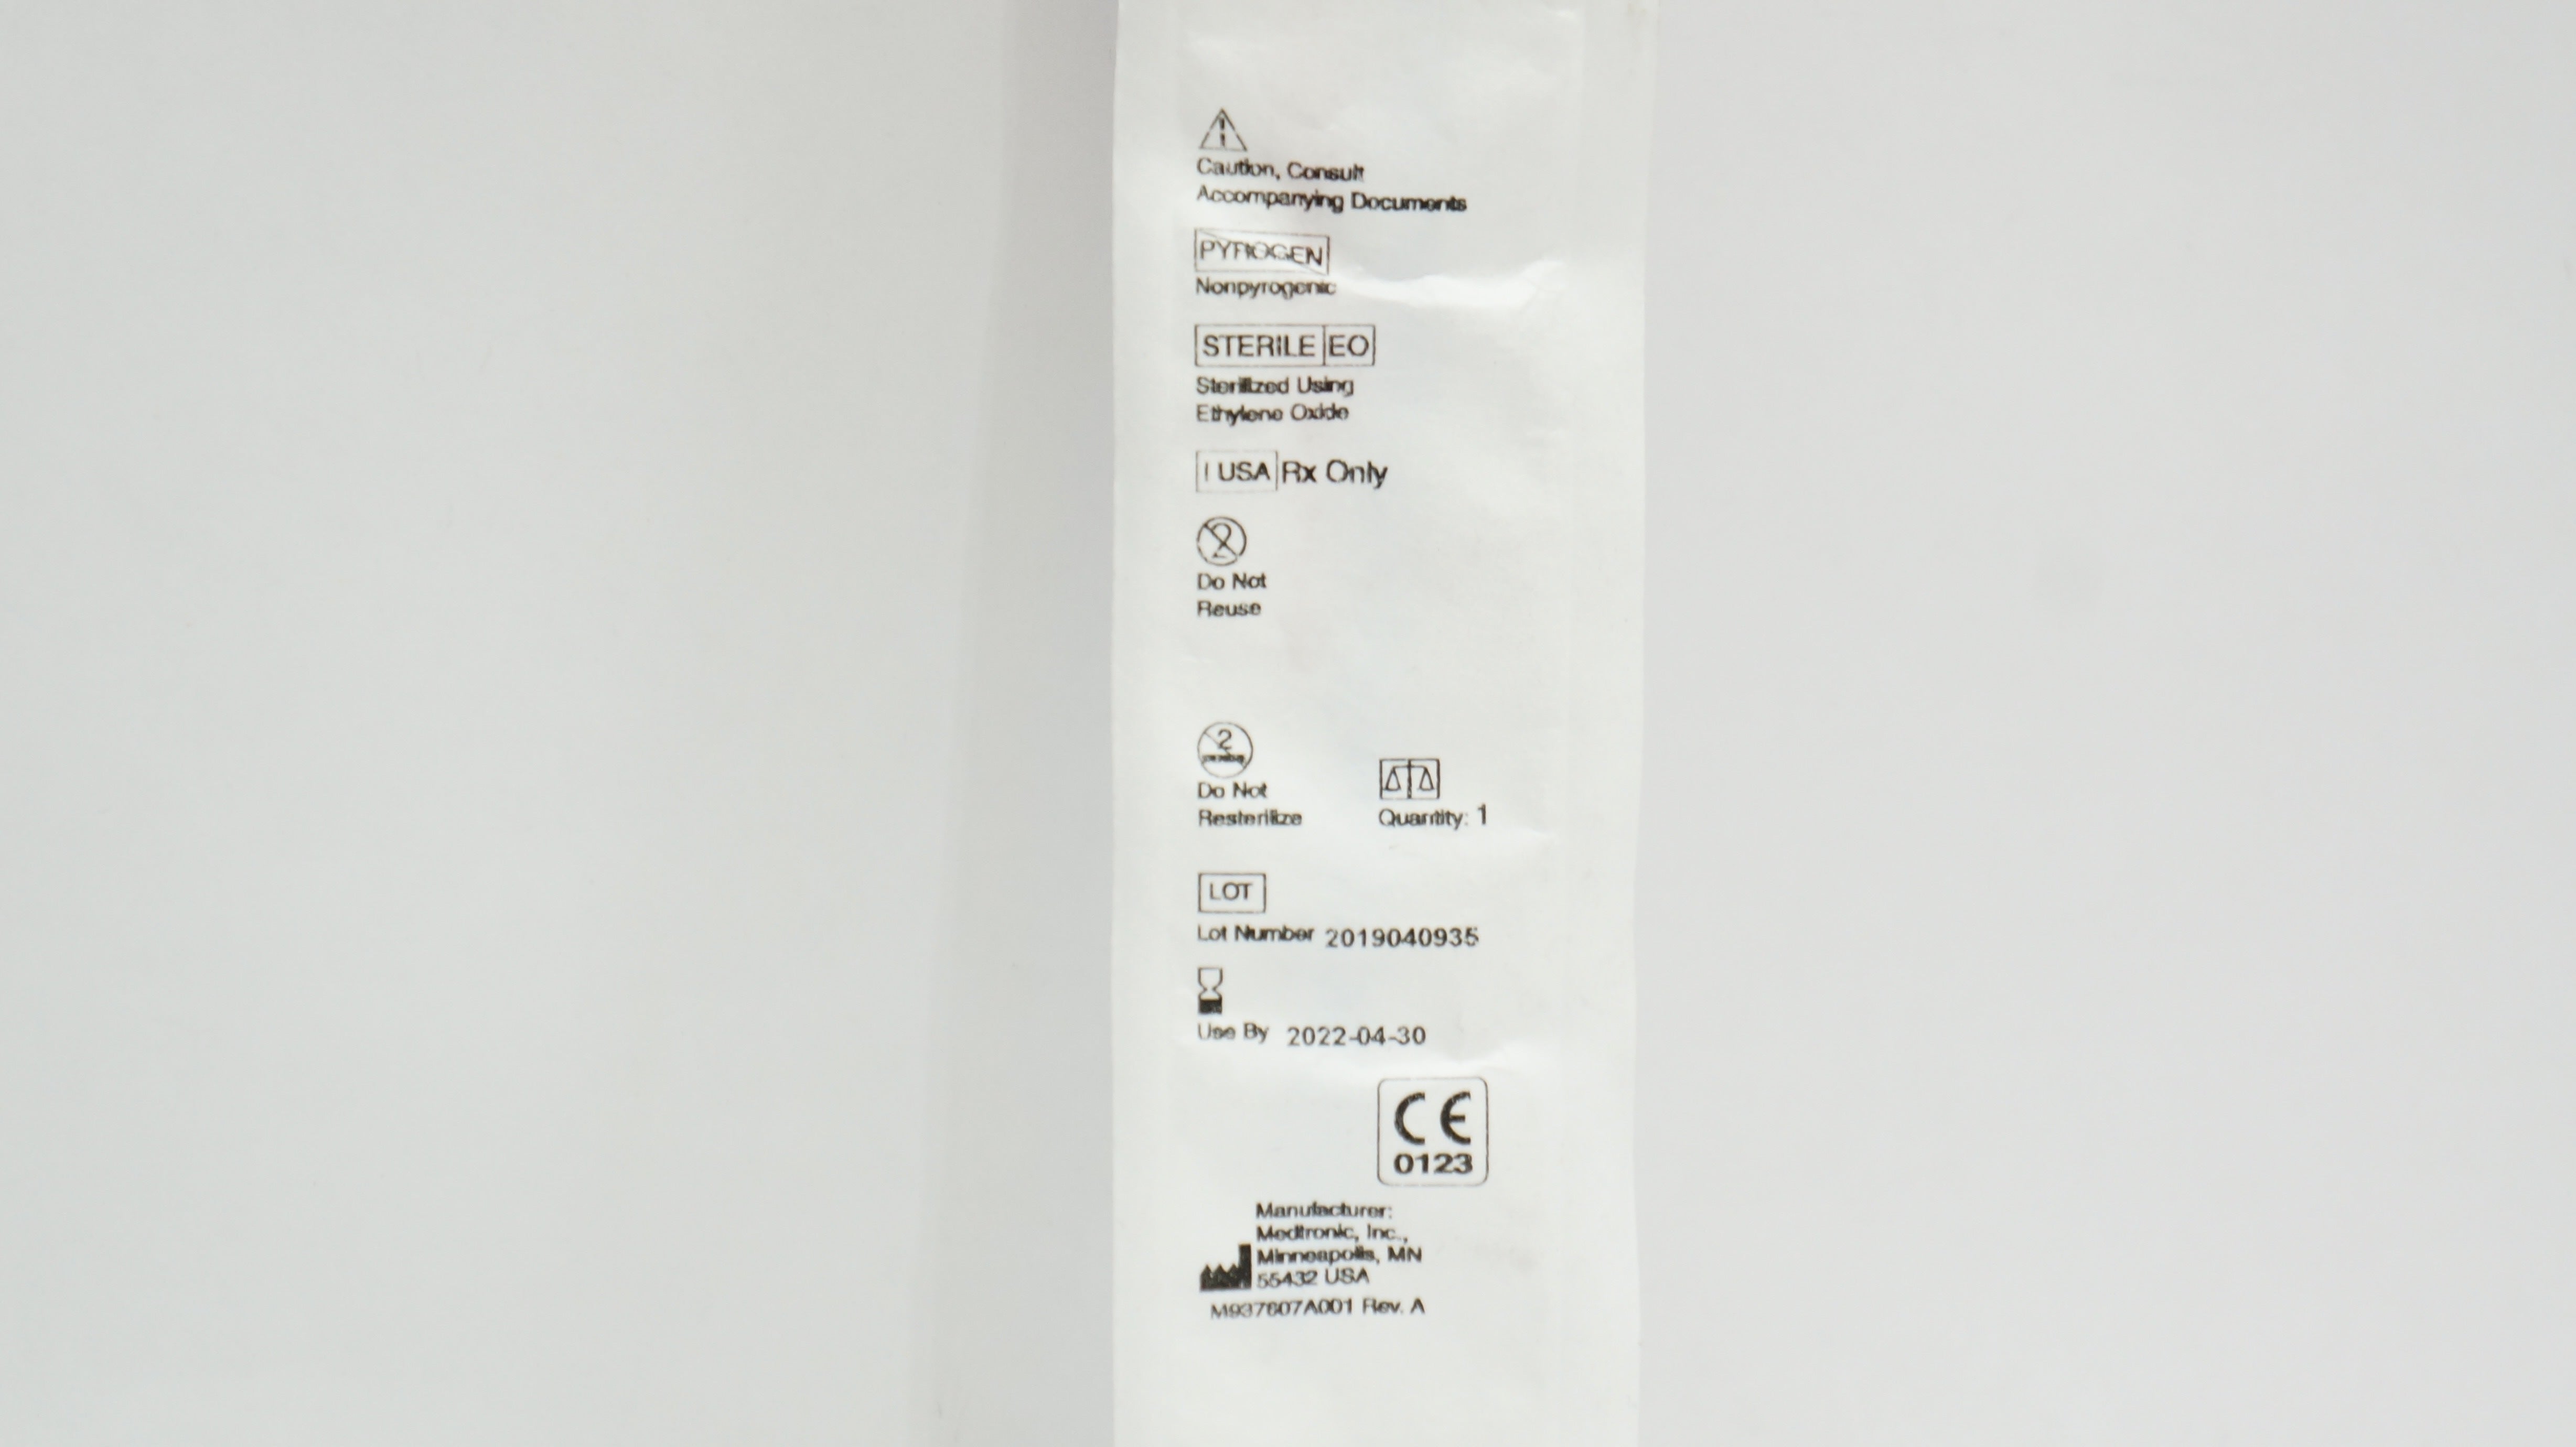 Caution, Consult
Accompanying Documents
PYROGEN
Nonpyrogenic
STERILE EO
Sterilized Using
Ethylene Oxide
! USA Rx Only
2
Do Not
Reuse
2
Do Not
Resterilize
Quantity: 1
LOT
Lot Number 2019040935
Use By 2022-04-30
CE
0123
Manufacturer:
Medtronic, Inc.,
Minneapolis, MN
55432 USA
M937607A001 Rev. A